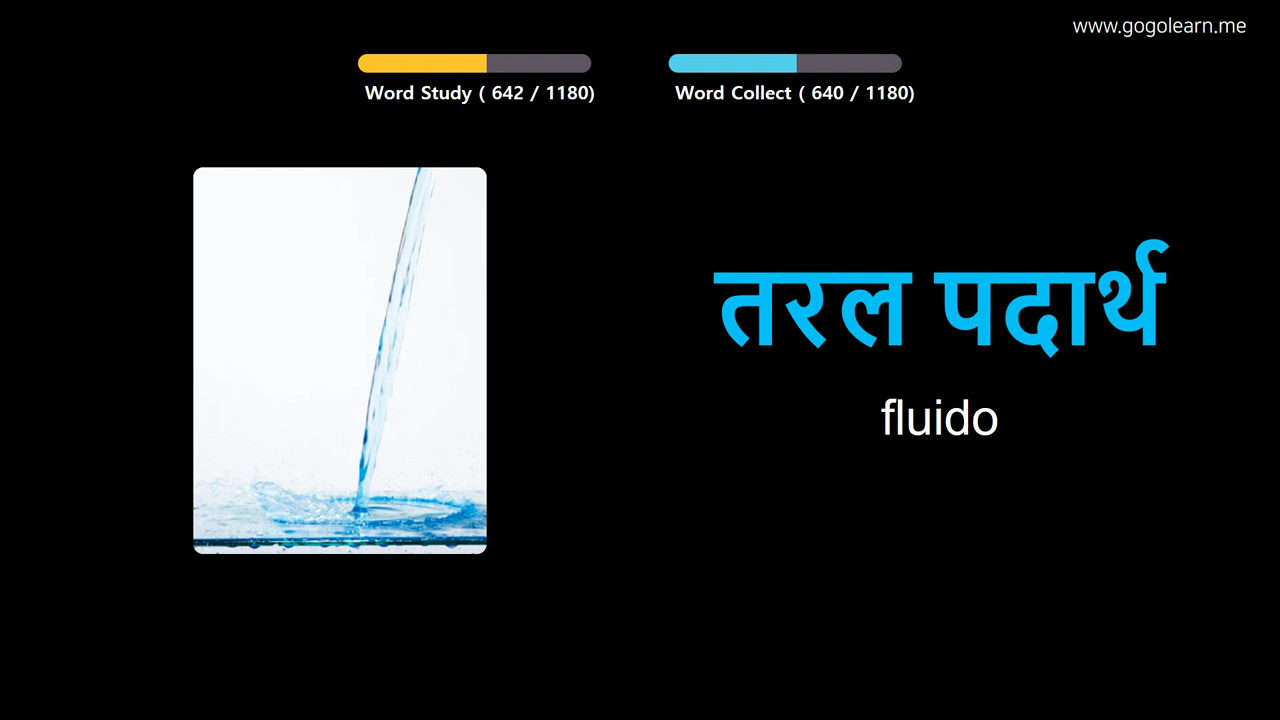 www.gogolearn.me
Word Study ( 642 / 1180)
Word Collect ( 640 / 1180)
तरल पदार्थ
fluido